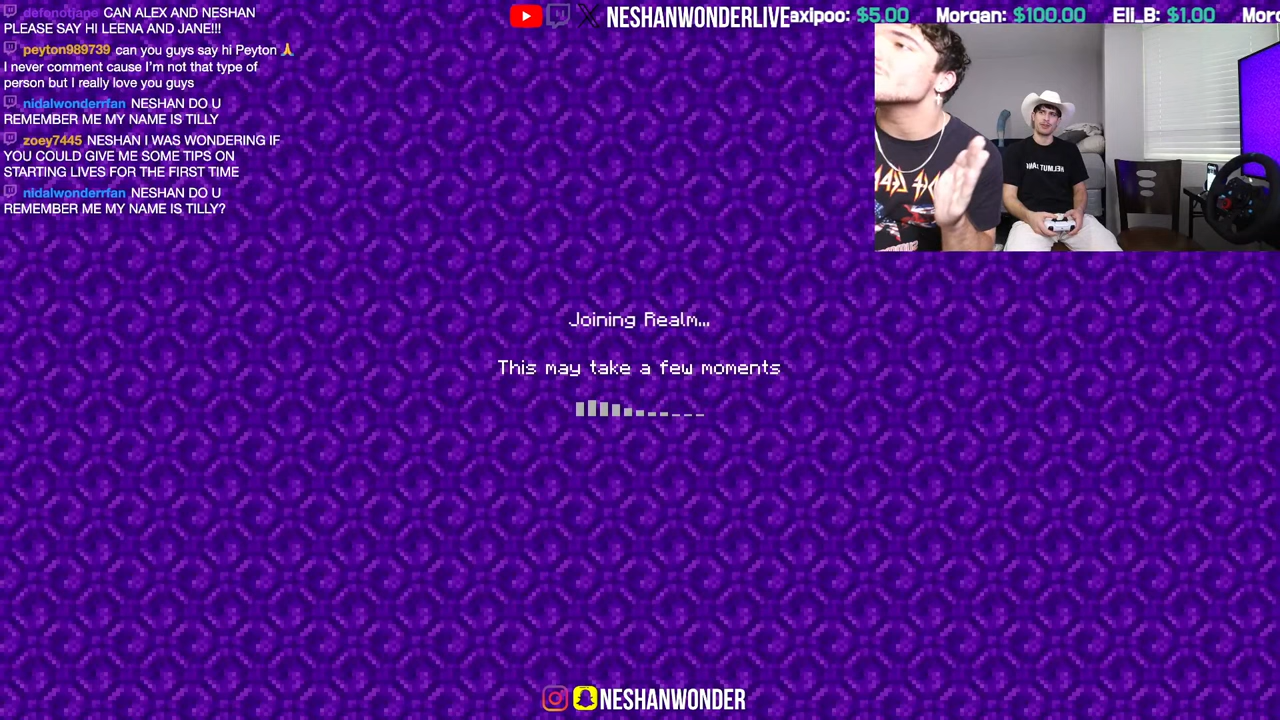 defonotjane CAN ALEX AND NESHAN
PLEASE SAY HI LEENA AND JANE!!!
peyton989739 can you guys say hi Peyton 🙏
I never comment cause I'm not that type of
person but I really love you guys
nidalwonderrfan NESHAN DO U
REMEMBER ME MY NAME IS TILLY
zoey7445 NESHAN I WAS WONDERING IF
YOU COULD GIVE ME SOME TIPS ON
STARTING LIVES FOR THE FIRST TIME
nidalwonderrfan NESHAN DO U
REMEMBER ME MY NAME IS TILLY?
NESHANWONDERLIVE
axipoo: $5.00 Morgan: $100.00 Eli_B: $1.00 Mor
Joining Realm...
This may take a few moments
NESHANWONDER